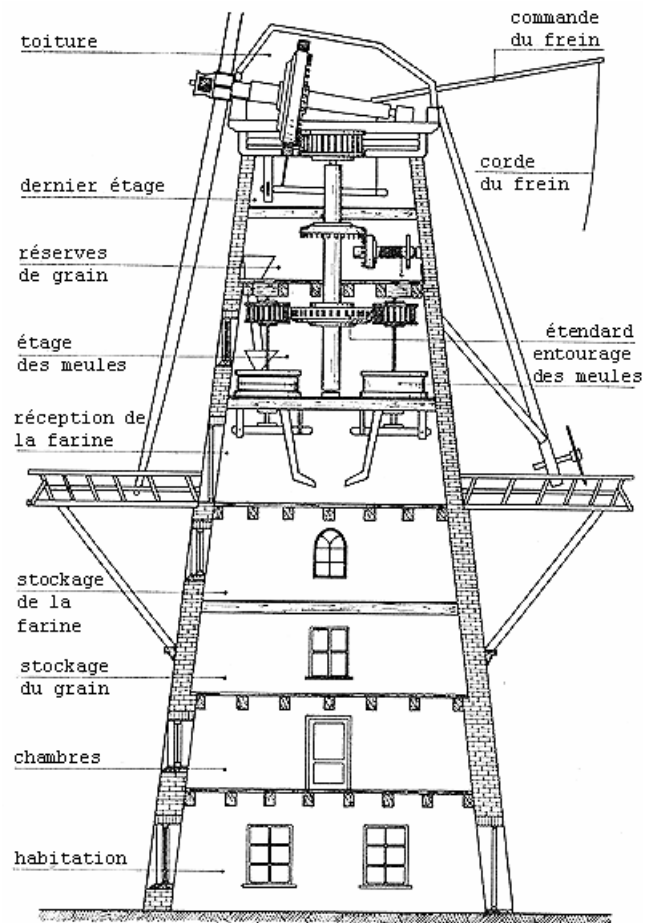 commande
du frein
toiture
corde
du frein
dernier étage
réserves
de grain
étendard
entourage
des meules
étage
des meules
réception de
la farine
stockage
de la
farine
stockage
du grain
chambres
habitation